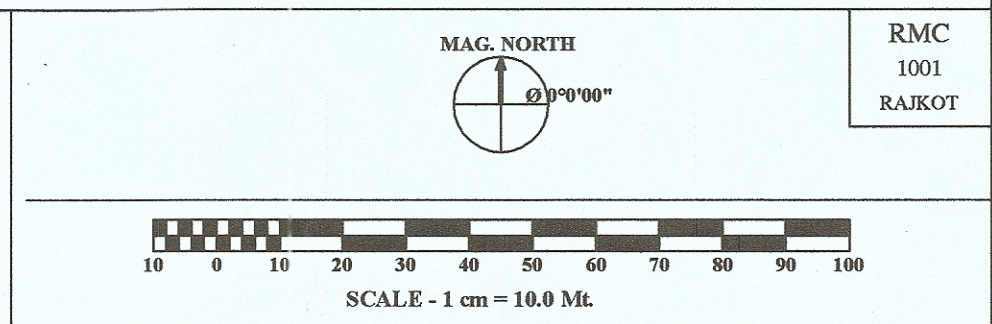 MAG. NORTH
Ø 0°0'00"
RMC
1001
RAJKOT
10 0 10 20 30 40 50 60 70 80 90 100
SCALE - 1 cm = 10.0 Mt.